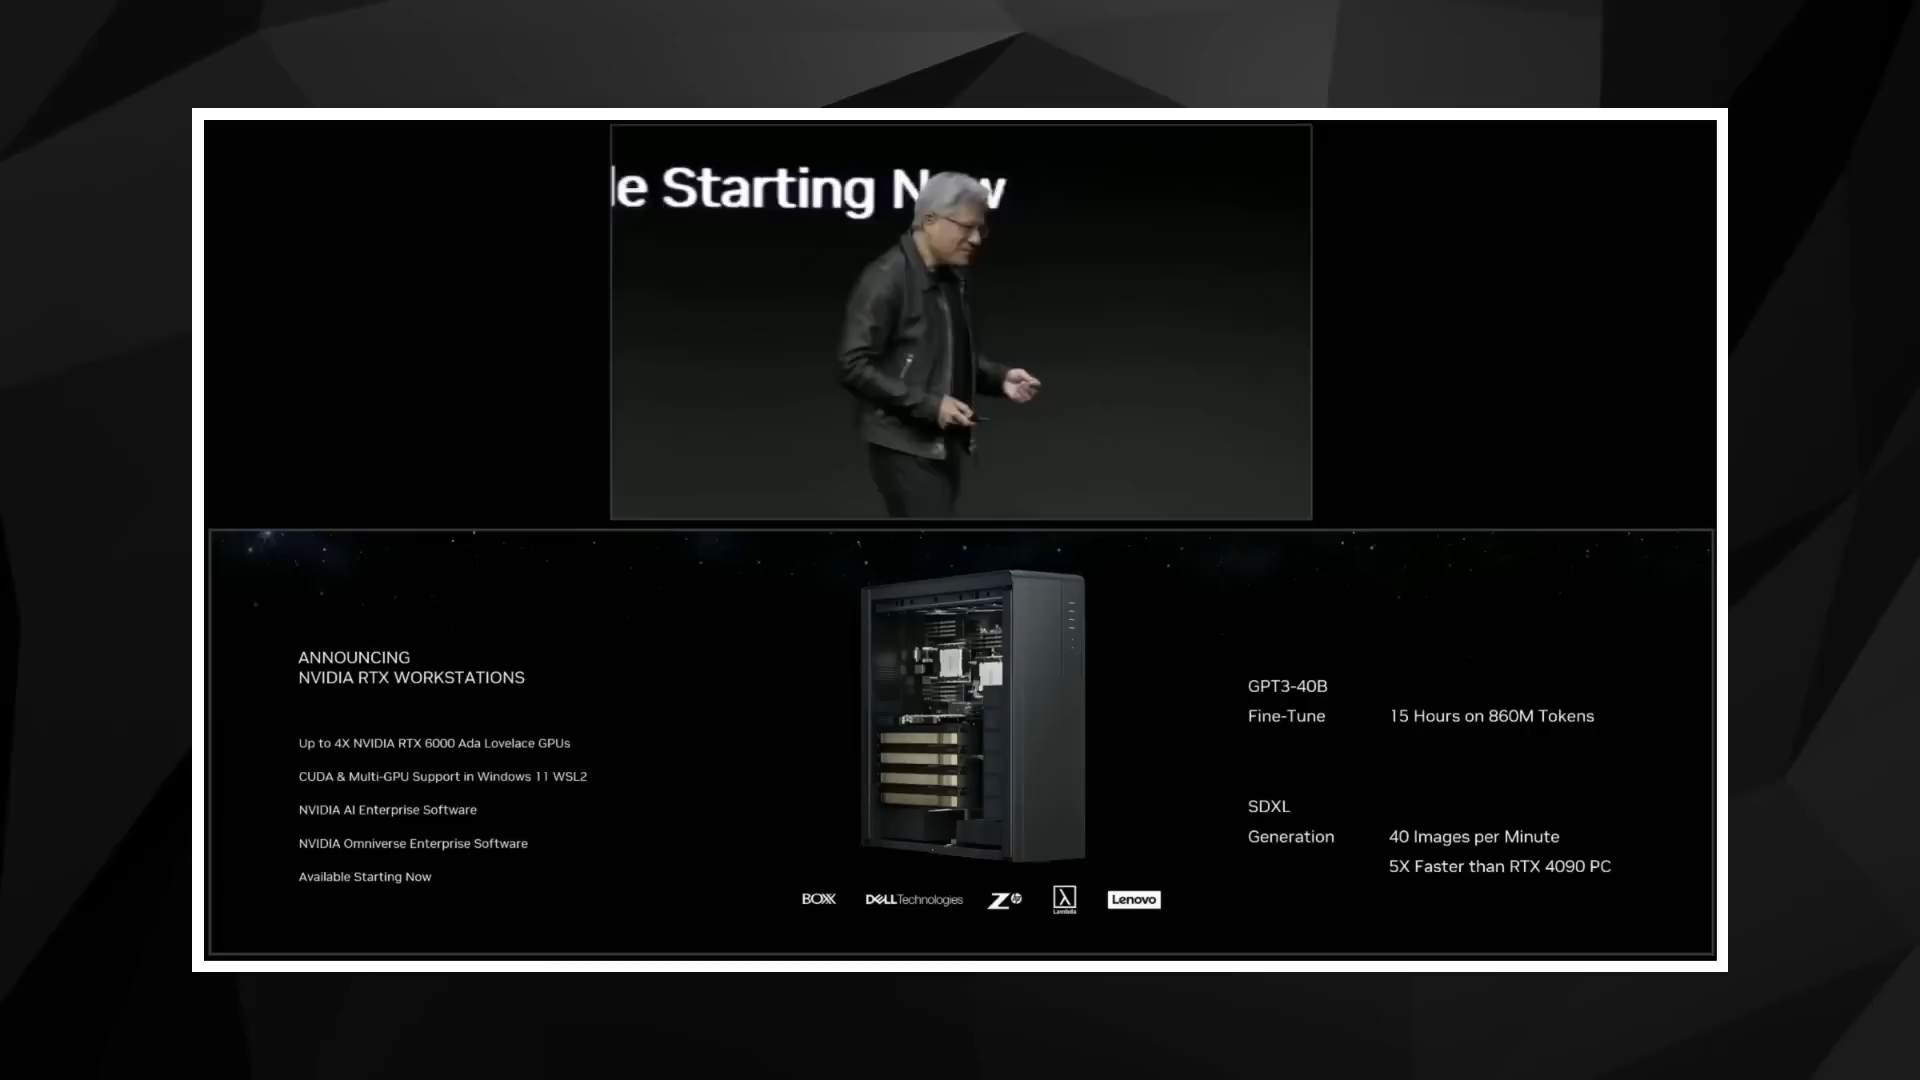 le Starting Now
ANNOUNCING
NVIDIA RTX WORKSTATIONS
Up to 4X NVIDIA RTX 6000 Ada Lovelace GPUs
CUDA & Multi-GPU Support in Windows 11 WSL2
NVIDIA AI Enterprise Software
NVIDIA Omniverse Enterprise Software
Available Starting Now
GPT3-40B
Fine-Tune 15 Hours on 860M Tokens
SDXL
Generation 40 Images per Minute
5X Faster than RTX 4090 PC
BOXX DELLTechnologies Z hp λ Lambda Lenovo